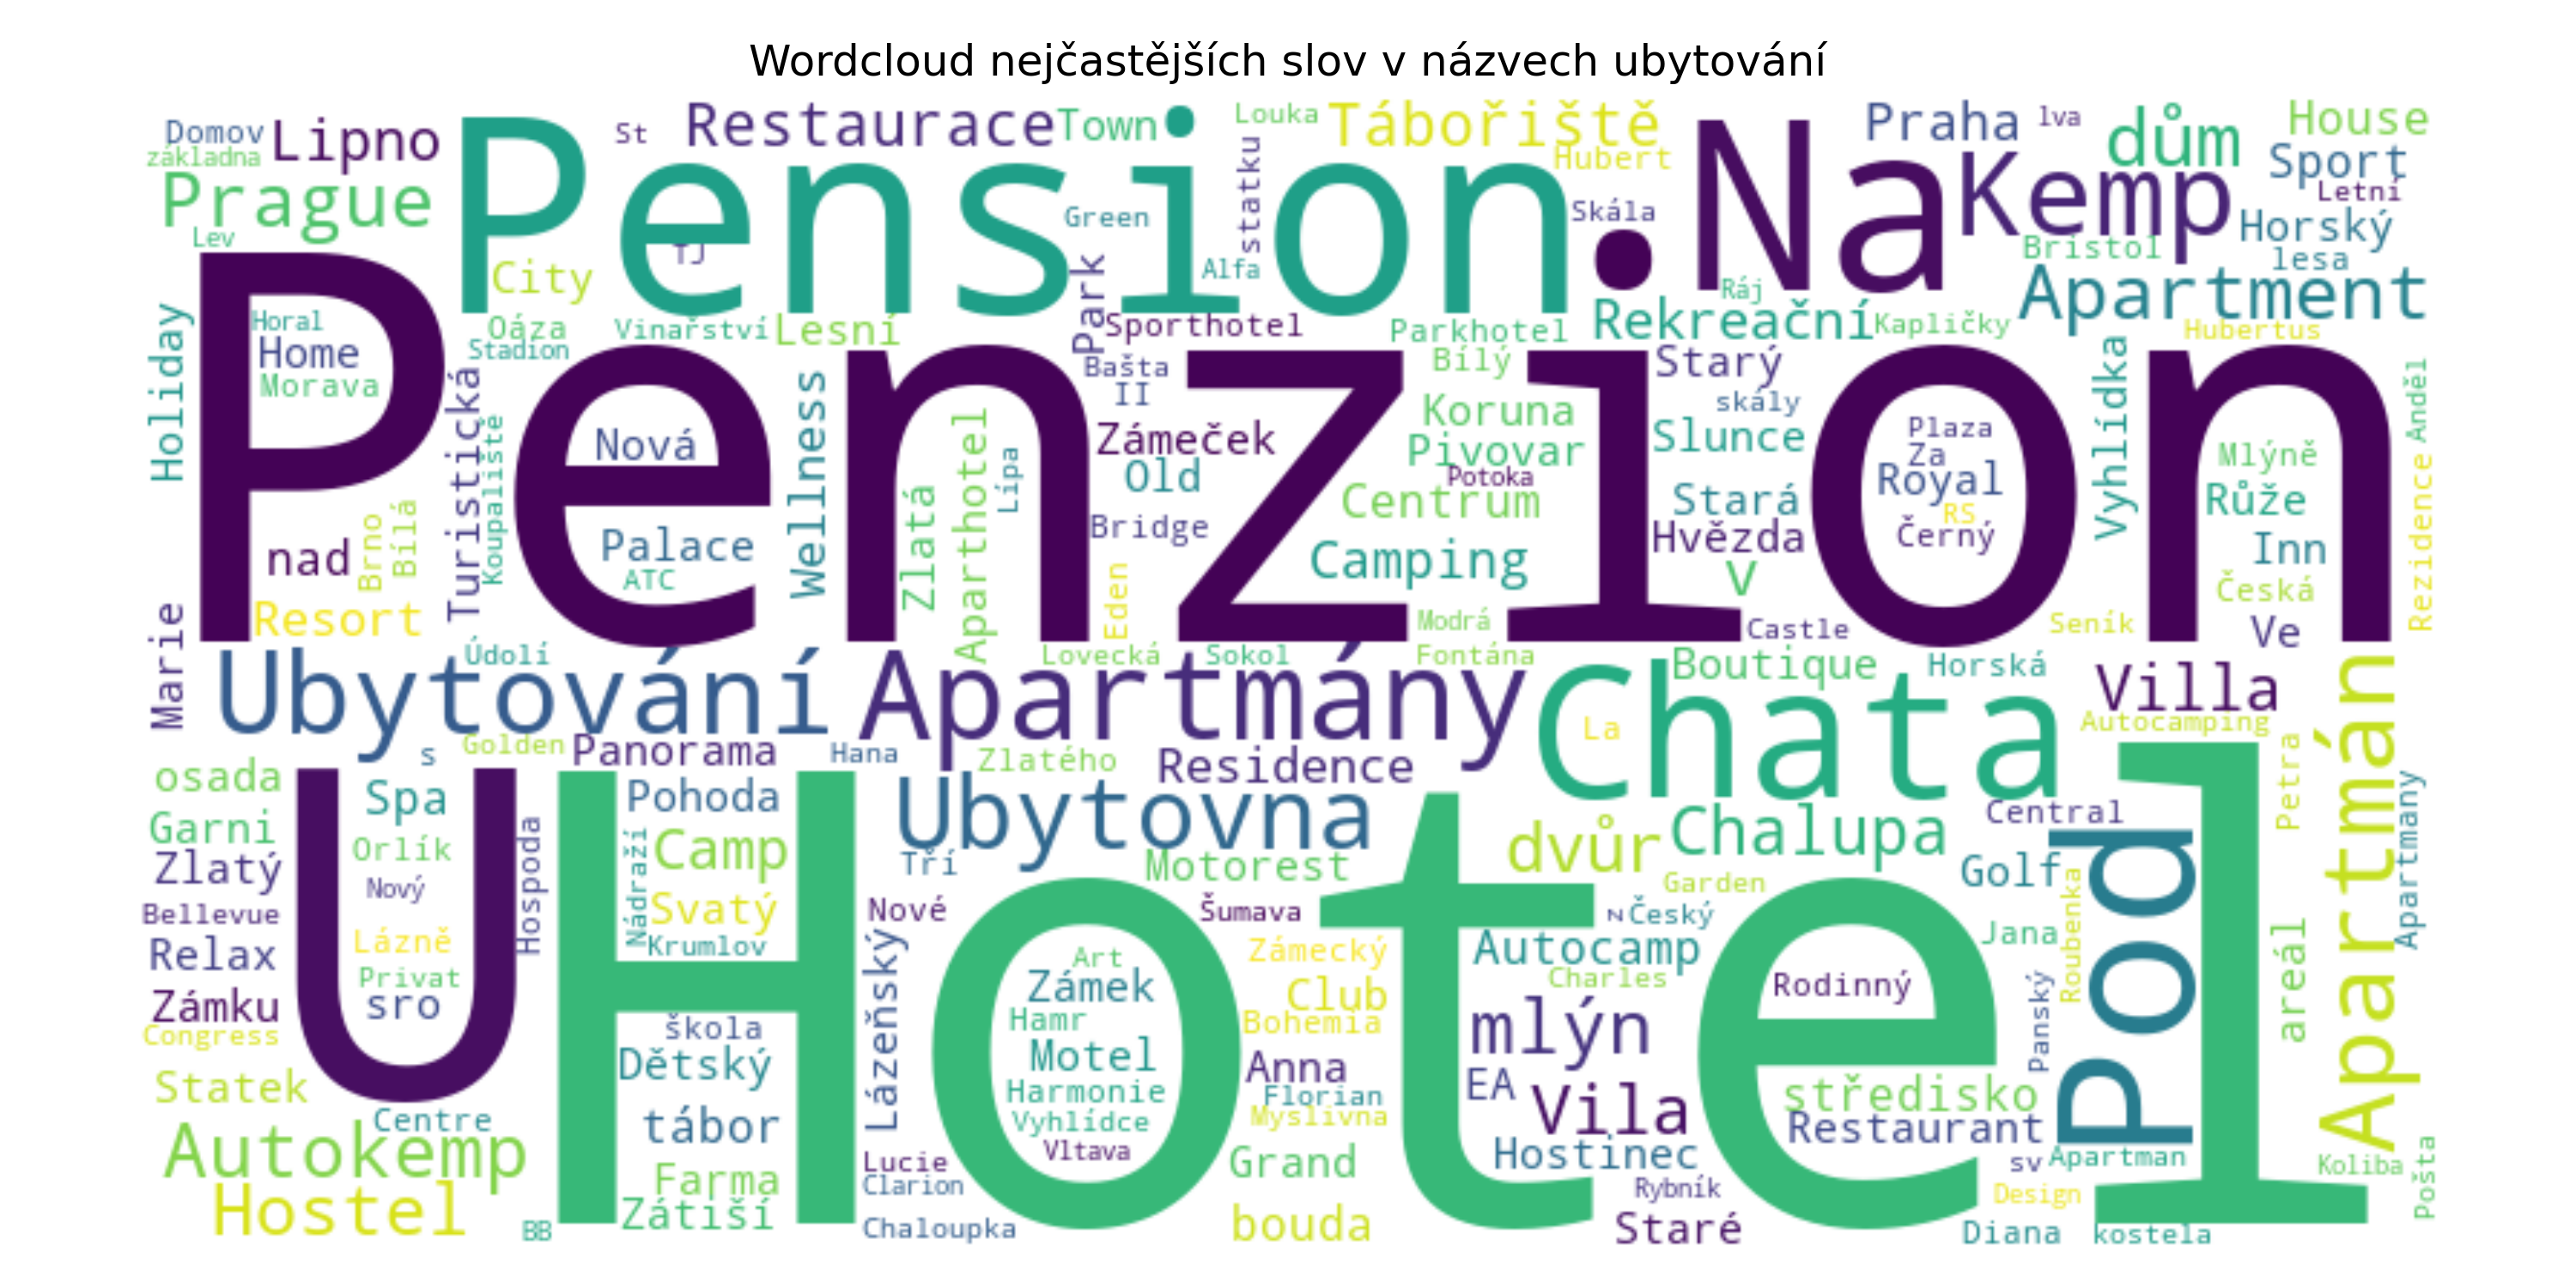 Wordcloud nejčastějších slov v názvech ubytování
Domov
základna
Lipno
Prague
Lev
Pension
St
Restaurace
Town
Louka
Tábořiště
Hubert
statatku
Skála
Na
Praha
Iva
dům
House
Kemp
Sport
Letní
Horský
Bristol
lesa
Apartment
Hubertus
City
TJ
Green
Alfa
Park
Ráj
Rekreační
Kapličky
Penzion
Holiday
Horal
Home
Morava
Oáza
Stadion
Vinařství
Lesní
Sporthotel
Parkhotel
Bílý
Bašta
II
Starý
skály
Koruna
Pivovar
Potoka
Centrum
Camping
Zámeček
Old
Bridge
Slunce
Stará
Hvězda
V
Plaza
Za
Royal
RS
Černý
Vyhlídka
Mlýně
Růže
Inn
Česká
Ve
Anděl
Rezidence
Turistická
Koupaliště
Nová
Palace
ATC
Wellness
Zlatá
Aparthotel
Lípa
Eden
nad
Brno
Bílá
Resort
Marie
Modrá
Castle
Seník
Ubytování
Údolí
Apartmány
Lovecká
Sokol
Fontána
Chata
Boutique
Horská
Villa
Autocamping
La
Apartmán
Petra
Apartmany
s
Golden
Panorama
Hana
Zlatého
Residence
osada
Garni
Zlatý
Bellevue
Relax
Zámku
Congress
Statek
U
Spa
Orlík
Nový
Lázně
Privat
sro
Centre
Hospoda
Hotel
Pohoda
Nádraží
Camp
Svatý
Krumlov
Ubytovna
Tří
Motorest
dvůr
Chalupa
Central
Golf
Pod
Garden
Nové
Šumava
z
Český
Jana
Roubenka
Panský
areál
Lázeňský
Art
Zámek
Hamr
Motel
Harmonie
Vyhlídce
Vltava
Zámecký
Club
Bohemia
Anna
Florian
Myslivna
Autocamp
Charles
mlýn
EA
Vila
Hostinec
Rodinný
středisko
Restaurant
sv
Apartman
škola
Dětský
tábor
Farma
Zátiší
Autokemp
Hostel
BB
Lucie
Clarion
Chaloupka
Grand
bouda
Rybník
Staré
Design
Diana
kostela
Koliba
Pošta